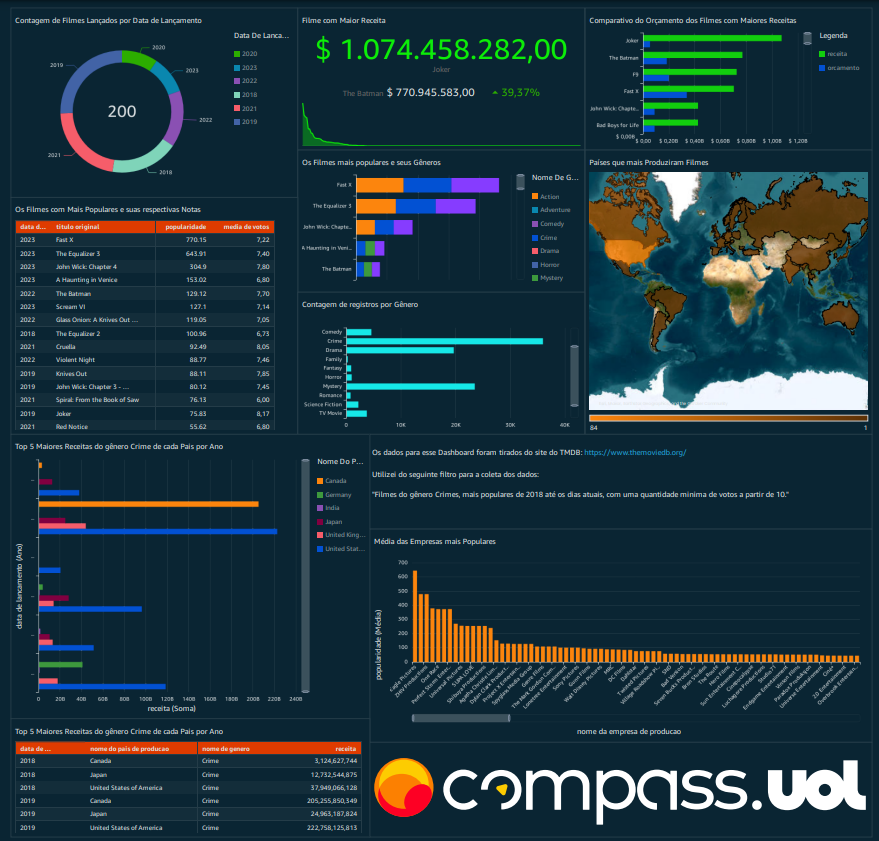 Contagem de Filmes Lançados por Data de Lançamento
Data De Lanca...
2020
2023
2022
2018
2021
2019
2020
2023
2022
2018
2021
2019
200
Filme com Maior Receita
$ 1.074.458.282,00
Joker
The Batman $ 770.945.583,00 39,37%
Comparativo do Orçamento dos Filmes com Maiores Receitas
Legenda
receita
orcamento
Joker
The Batman
F9
Fast X
John Wick: Chapte...
Bad Boys for Life
$ 0,00B
$ 0,00B $ 0,20B $ 0,40B $ 0,60B $ 0,80B $ 1,00B $ 1,20B
Os Filmes com Mais Populares e suas respectivas Notas
data d... titulo original popularidade media de votos
2023 Fast X 770.15 7,22
2023 The Equalizer 3 643.91 7,40
2023 John Wick: Chapter 4 304.9 7,80
2023 A Haunting in Venice 153.02 6,80
2022 The Batman 129.12 7,70
2023 Scream VI 127.1 7,14
2022 Glass Onion: A Knives Out ... 119.05 7,05
2018 The Equalizer 2 100.96 6,73
2021 Cruella 92.49 8,05
2022 Violent Night 88.77 7,46
2019 Knives Out 88.11 7,85
2019 John Wick: Chapter 3 - ... 80.12 7,45
2021 Spiral: From the Book of Saw 76.13 6,00
2019 Joker 75.83 8,17
2021 Red Notice 55.62 6,80
Os Filmes mais populares e seus Gêneros
Nome De G...
Action
Adventure
Comedy
Crime
Drama
Horror
Mystery
Fast X
The Equalizer 3
John Wick: Chapt...
A Haunting in Veni...
The Batman
Contagem de registros por Gênero
Comedy
Crime
Drama
Family
Fantasy
Horror
Mystery
Romance
Science Fiction
TV Movie
0 10K 20K 30K 40K
Países que mais Produziram Filmes
84 1
Top 5 Maiores Receitas do gênero Crime de cada Pais por Ano
Nome Do P...
Canada
Germany
India
Japan
United King...
United Stat...
data de lancamento (Ano)
0 20B 40B 60B 80B 100B 120B 140B 160B 180B 200B 220B 240B
receita (Soma)
Os dados para esse Dashboard foram tirados do site do TMDB: https://www.themoviedb.org/
Utilizei do seguinte filtro para a coleta dos dados:
"Filmes do gênero Crimes, mais populares de 2018 até os dias atuais, com uma quantidade minima de votos a partir de 10."
Média das Empresas mais Populares
popularidade (Média)
700
600
500
400
300
200
100
0
nome da empresa de producao
Top 5 Maiores Receitas do gênero Crime de cada Pais por Ano
data de ... nome do pais de producao nome de genero receita
2018 Canada Crime 3,124,627,744
2018 Japan Crime 12,732,544,875
2018 United States of America Crime 37,949,066,128
2019 Canada Crime 205,255,850,349
2019 Japan Crime 24,963,187,824
2019 United States of America Crime 222,758,125,813
compass.uol